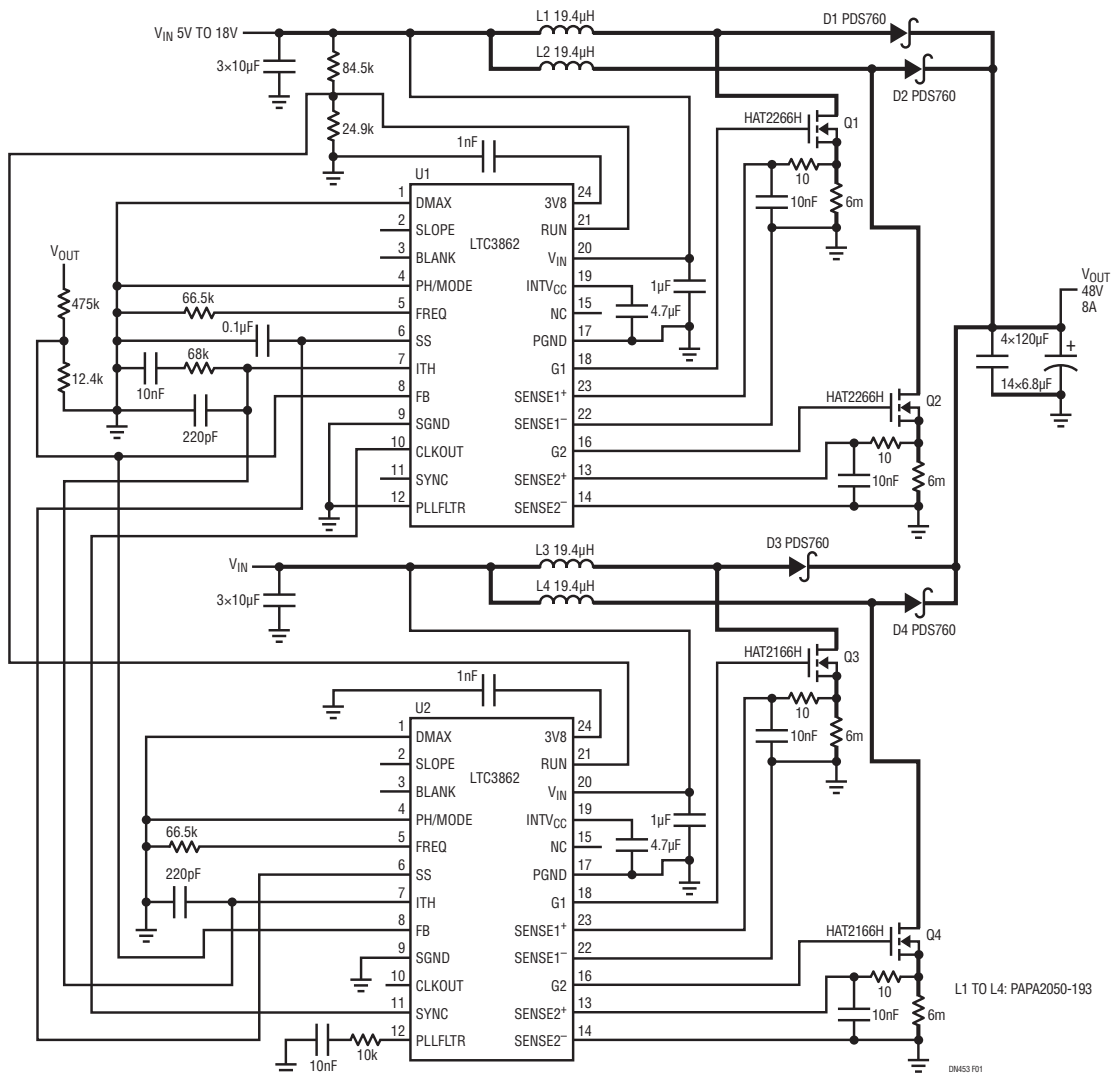 L1 19.4µH
D1 PDS760
VIN 5V TO 18V
L2 19.4µH
3×10µF
84.5k
D2 PDS760
HAT2266H
Q1
24.9k
1nF
10
U1
10nF
6m
1 DMAX 3V8 24
2 SLOPE RUN 21
LTC3862
3 BLANK VIN 20
VOUT
4 PH/MODE INTVCC 19
1µF
VOUT
48V
8A
475k
66.5k
5 FREQ NC 15
4.7µF
0.1µF
6 SS PGND 17
4×120µF
+
68k
7 ITH G1 18
12.4k
10nF
8 FB SENSE1+ 23
14×6.8µF
HAT2266H
Q2
220pF
9 SGND SENSE1– 22
10 CLKOUT G2 16
10
11 SYNC SENSE2+ 13
10nF
6m
12 PLLFLTR SENSE2– 14
L3 19.4µH
D3 PDS760
VIN
L4 19.4µH
3×10µF
D4 PDS760
HAT2166H
Q3
1nF
10
U2
10nF
6m
1 DMAX 3V8 24
2 SLOPE RUN 21
LTC3862
3 BLANK VIN 20
4 PH/MODE INTVCC 19
1µF
66.5k
5 FREQ NC 15
4.7µF
220pF
6 SS PGND 17
7 ITH G1 18
8 FB SENSE1+ 23
HAT2166H
Q4
9 SGND SENSE1– 22
10 CLKOUT G2 16
10
L1 TO L4: PAPA2050-193
11 SYNC SENSE2+ 13
10nF
6m
12 PLLFLTR SENSE2– 14
10nF
10k
DN453 F01